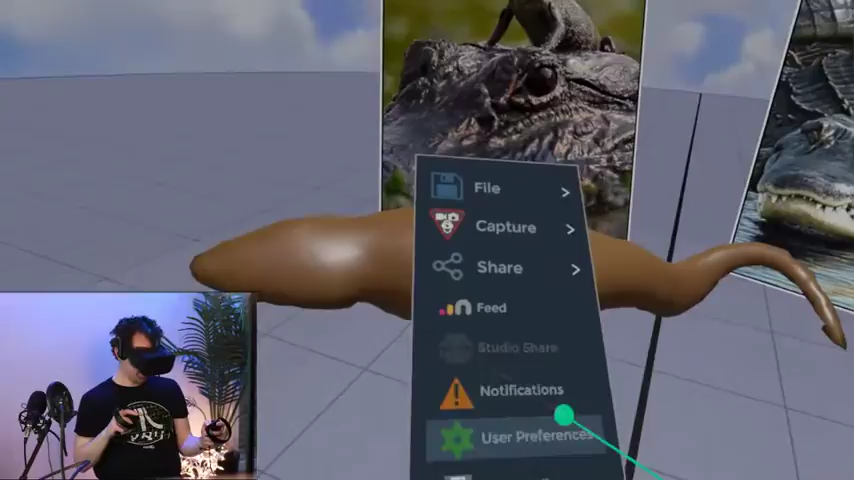 File
Capture
Share
Feed
Studio Share
Notifications
User Preferences